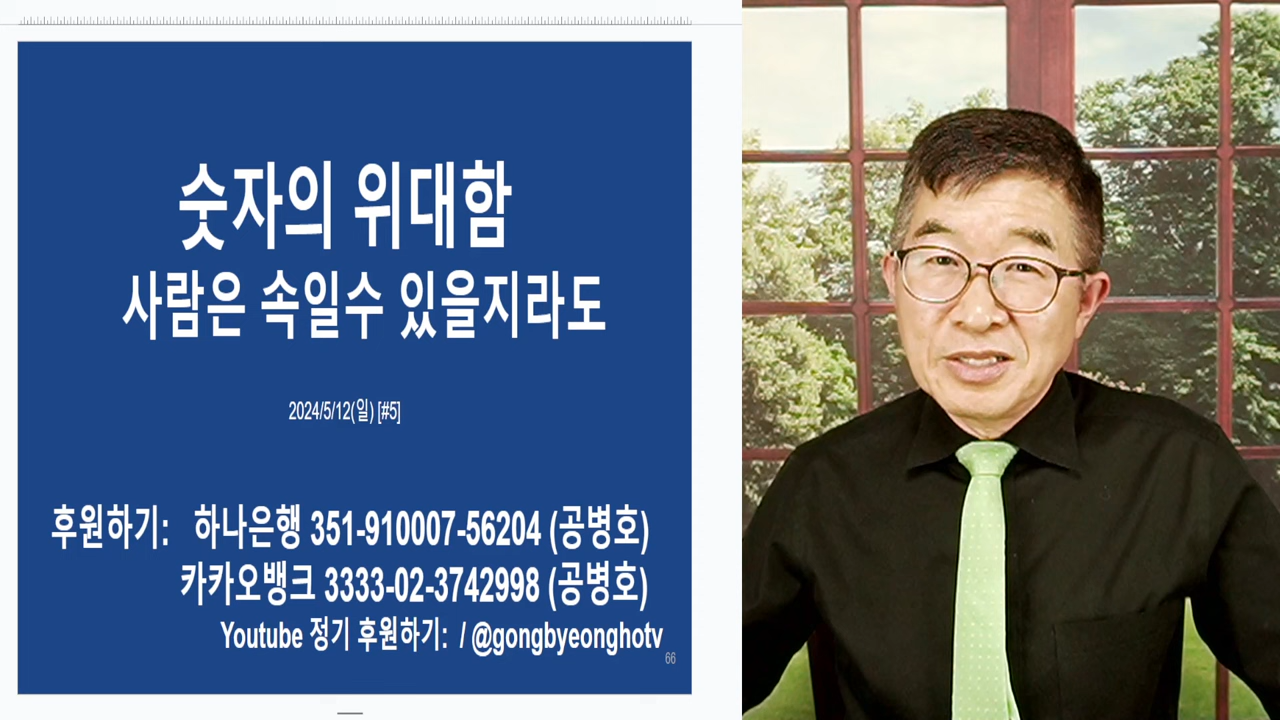 숫자의 위대함
사람은 속일수 있을지라도
2024/5/12(일) [#5]
후원하기: 하나은행 351-910007-56204 (공병호)
카카오뱅크 3333-02-3742998 (공병호)
Youtube 정기 후원하기: / @gongbyeonghotv
66